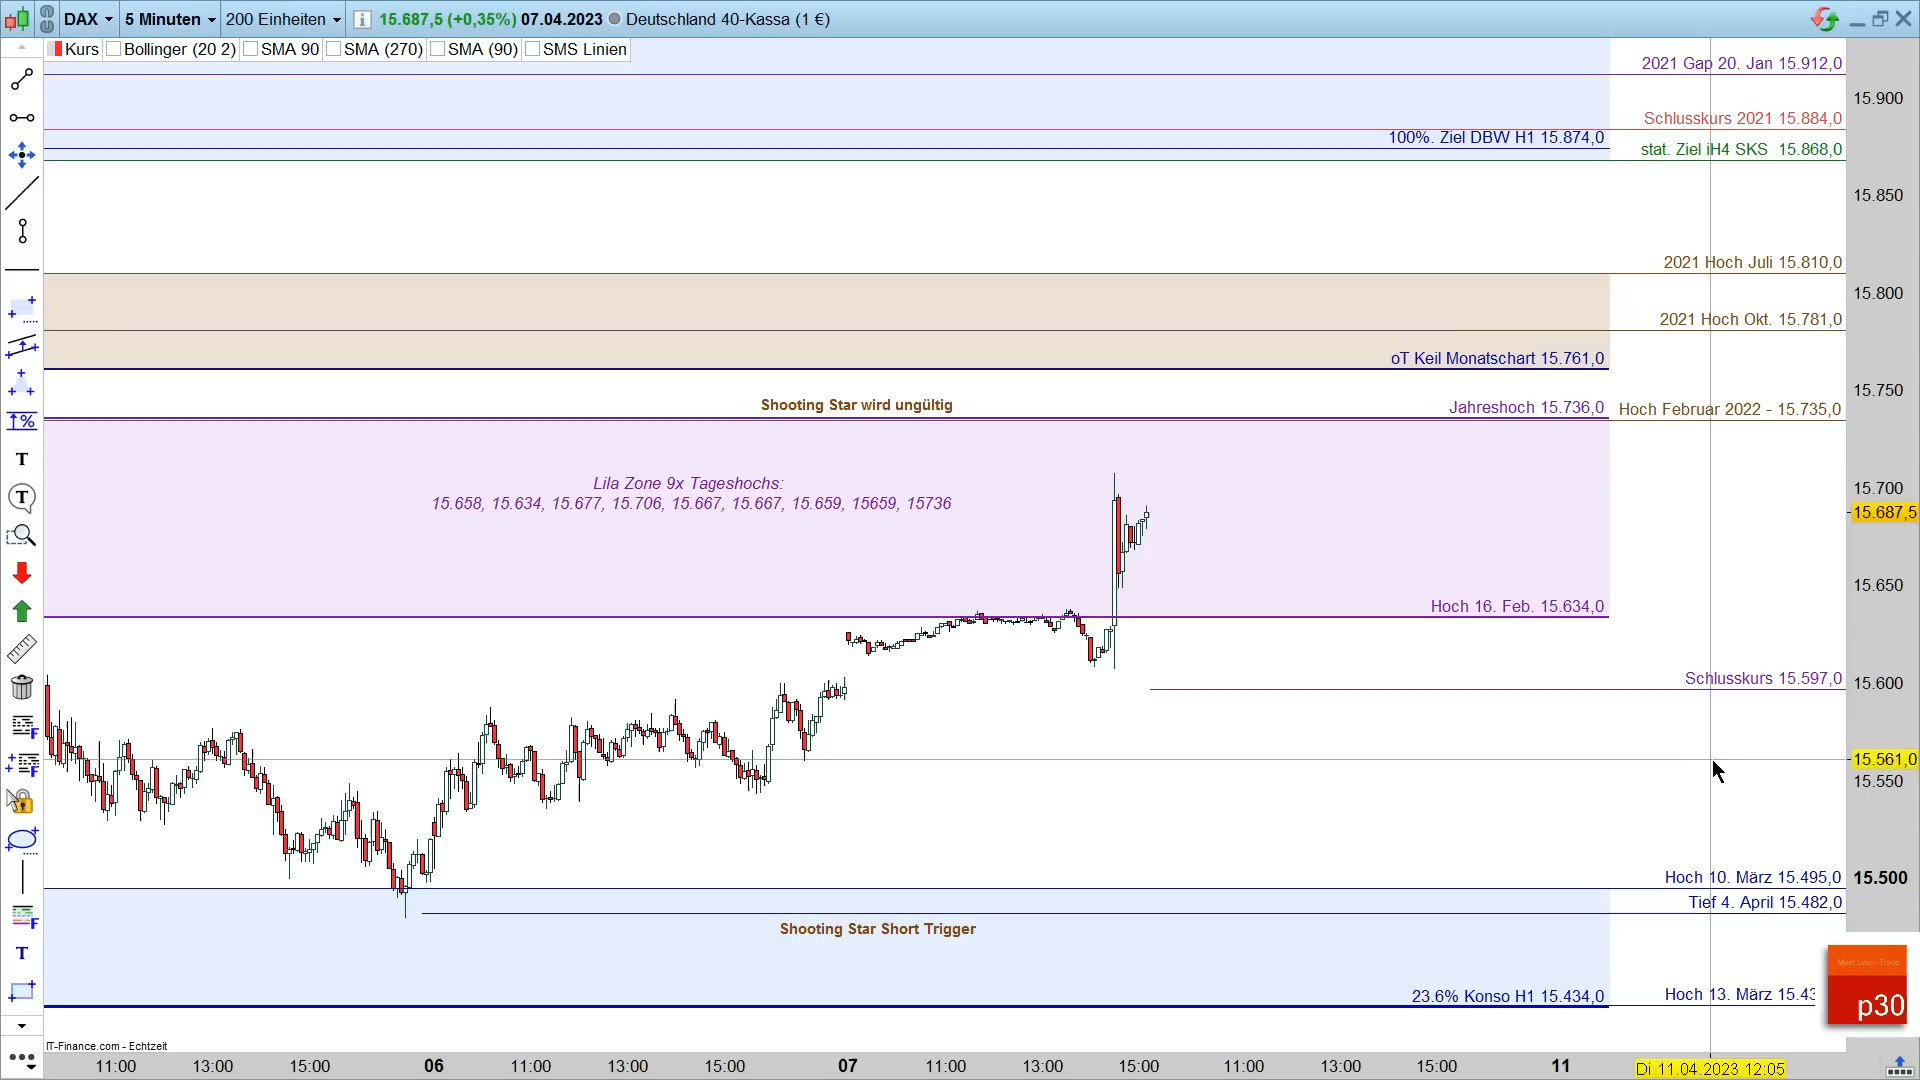 DAX 5 Minuten 200 Einheiten 15.687,5 (+0,35%) 07.04.2023 Deutschland 40-Kassa (1 €)
Kurs Bollinger (20 2) SMA 90 SMA (270) SMA (90) SMS Linien
2021 Gap 20. Jan 15.912,0
15.900
Schlusskurs 2021 15.884,0
100%. Ziel DBW H1 15.874,0
stat. Ziel iH4 SKS 15.868,0
15.850
2021 Hoch Juli 15.810,0
15.800
2021 Hoch Okt. 15.781,0
oT Keil Monatschart 15.761,0
15.750
Shooting Star wird ungültig
Jahreshoch 15.736,0
Hoch Februar 2022 - 15.735,0
Lila Zone 9x Tageshochs:
15.658, 15.634, 15.677, 15.706, 15.667, 15.667, 15.659, 15659, 15736
15.700
15.687,5
15.650
Hoch 16. Feb. 15.634,0
Schlusskurs 15.597,0
15.600
15.561,0
15.550
Hoch 10. März 15.495,0
15.500
Tief 4. April 15.482,0
Shooting Star Short Trigger
23.6% Konso H1 15.434,0
Hoch 13. März 15.43
Meet Learn Trade
p30
IT-Finance.com - Echtzeit
11:00 13:00 15:00 06 11:00 13:00 15:00 07 11:00 13:00 15:00 11:00 13:00 15:00 11 Di 11.04.2023 12:05
%
T
T
F
F
F
T